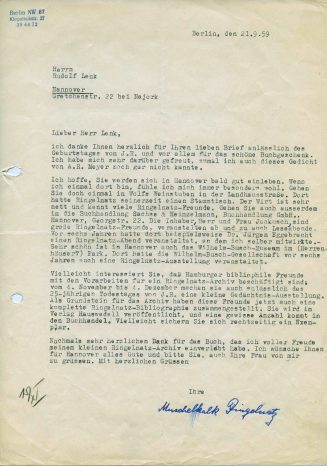 Berlin NW 87
Klopstockstr. 27
39 44 32
Berlin, den 21.9.59
Herrn
Rudolf Lenk
Hannover
Gretchenstr. 22 bei Mejork
Lieber Herr Lenk,
ich danke Ihnen herzlich für Ihren lieben Brief anlässlich des
Geburtstages von J.R. und vor allem für das schöne Buchgeschenk.
Ich habe mich sehr darüber gefreut, zumal ich auch dieses Gedicht
von A.R. Meyer noch gar nicht kannte.
Ich hoffe, Sie werden sich in Hannover bald gut einleben. Wenn
ich einmal dort bin, fühle ich mich immer besonders wohl. Gehen
Sie doch einmal in Wolfs Weinstuben in der Landhausstraße. Dort
hatte Ringelnatz seinerzeit einen Stammtisch. Der Wirt ist sehr
nett und kennt viele Ringelnatz-Freunde. Gehen Sie auch ausserdem
in die Buchhandlung Sachse & Heinzelmann, Buchhandlung GmbH.,
Hannover, Georgstr. 22. Die Inhaber, Herr und Frau Juckusch, sind
große Ringelnatz-Freunde, veranstalten ab und zu auch Leseabende.
Vor sechs Jahren hatte dort beispielsweise Dr. Jürgen Eggebrecht
einen Ringelnatz-Abend veranstaltet, an dem ich selber mitwirkte.
Sehr schön ist in Hannover auch das Wilhelm-Busch-Museum im (Herren-
häuser?) Park. Dort hatte die Wilhelm-Busch-Gesellschaft vor sechs
Jahren auch eine Ringelnatz-Ausstellung veranstaltet.
Vielleicht interessiert Sie, daß Hamburger bibliophile Freunde
mit den Vorarbeiten für ein Ringelnatz-Archiv beschäftigt sind;
vom 4. November bis 1. Dezember machen sie auch anlässlich des
25-jährigen Todestages von J.R. eine kleine Gedächtnis-Ausstellung.
Als Grundstein für das Archiv haben diese Freunde jetzt auch eine
komplette Ringelnatz-Bibliographie zusammengestellt. Sie wird im
Verlag Hauswedell veröffentlicht, und eine gewisse Anzahl kommt in
den Buchhandel. Vielleicht sichern Sie sich rechtzeitig ein Ex-
emplar.
Nochmals sehr herzlichen Dank für das Buch, das ich voller Freude
meinem kleinen Ringelnatz-Archiv einverleibt habe. Ich wünsche Ihnen
für Hannover alles Gute und bitte Sie, auch Ihre Frau von mir
zu grüssen. Mit herzlichen Grüssen
Ihre
Muschelkalk Ringelnatz